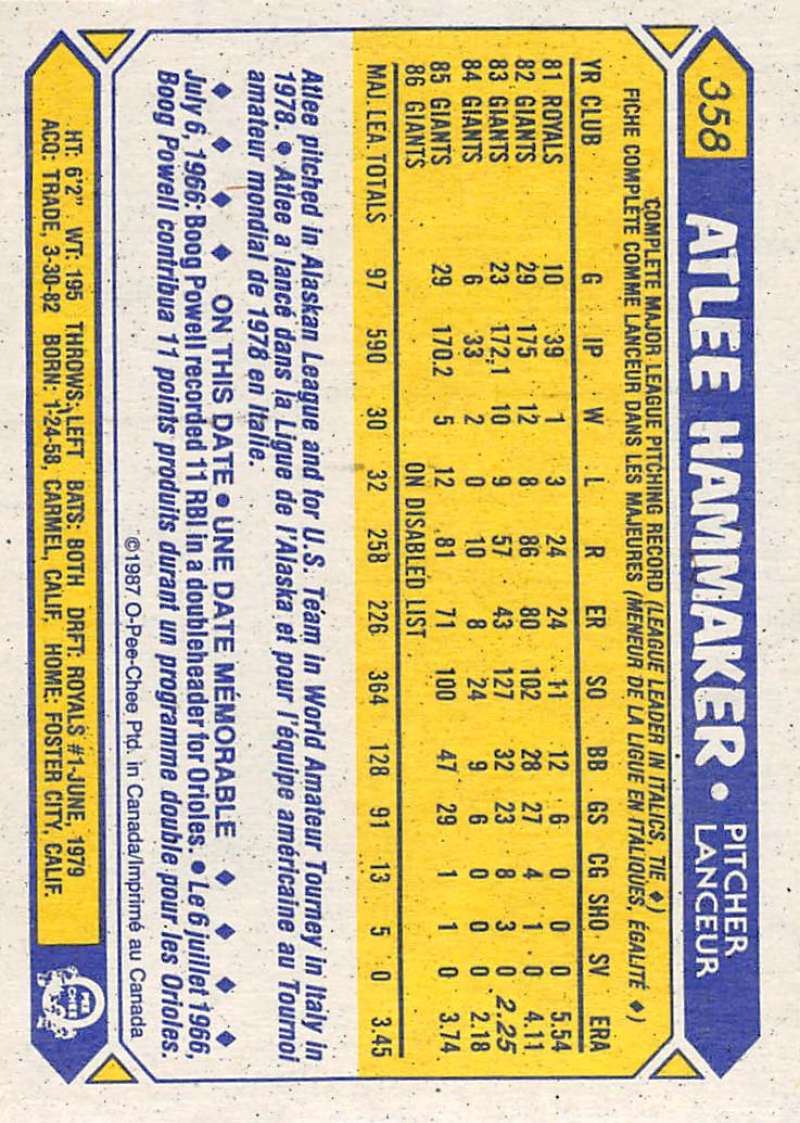 358
ATLEE HAMMAKER • PITCHER
LANCEUR
COMPLETE MAJOR LEAGUE PITCHING RECORD (LEAGUE LEADER IN ITALICS, TIE ♦)
FICHE COMPLÈTE COMME LANCEUR DANS LES MAJEURES (MENEUR DE LA LIGUE EN ITALIQUES, ÉGALITÉ ♦)
YR CLUB G IP W L R ER SO BB GS CG SHO SV ERA
81 ROYALS 10 39 1 3 24 24 11 12 6 0 0 0 5.54
82 GIANTS 29 175 12 8 86 80 102 28 27 4 1 0 4.11
83 GIANTS 23 172.1 10 9 57 43 127 32 23 8 3 0 2.25
84 GIANTS 6 33 2 0 10 8 24 9 6 0 0 0 2.18
85 GIANTS 29 170.2 5 12 81 71 100 47 29 1 1 0 3.74
86 GIANTS ON DISABLED LIST
MAJ. LEA. TOTALS 97 590 30 32 258 226 364 128 91 13 5 0 3.45
Atlee pitched in Alaskan League and for U.S. Team in World Amateur Tourney in Italy in
1978. • Atlee a lancé dans la Ligue de l'Alaska et pour l'équipe américaine au Tournoi
amateur mondial de 1978 en Italie.
♦ ♦ ♦ ♦ ON THIS DATE • UNE DATE MÉMORABLE ♦ ♦ ♦ ♦
July 6, 1966: Boog Powell recorded 11 RBI in a doubleheader for Orioles. • Le 6 juillet 1966,
Boog Powell contribua 11 points produits durant un programme double pour les Orioles.
©1987 O-Pee-Chee Ptd. in Canada/Imprimé au Canada
HT: 6'2" WT: 195 THROWS: LEFT BATS: BOTH DRFT: ROYALS #1-JUNE, 1979
ACQ: TRADE, 3-30-82 BORN: 1-24-58, CARMEL, CALIF. HOME: FOSTER CITY, CALIF.
O PEE CHEE